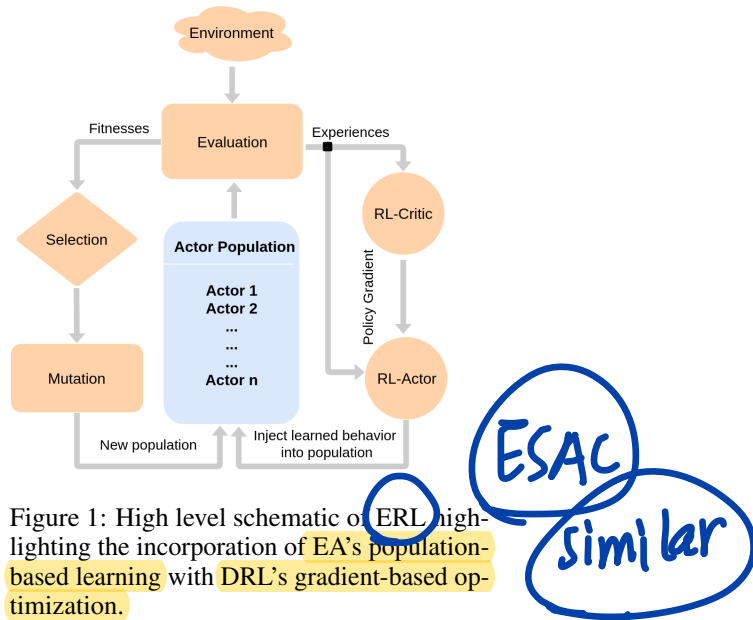 Environment
Fitnesses
Evaluation
Experiences
Selection
RL-Critic
Actor Population
Policy Gradient
Actor 1
Actor 2
...
...
...
Actor n
Mutation
RL-Actor
New population
Inject learned behavior
into population
ESAC
similar
Figure 1: High level schematic of ERL high-
lighting the incorporation of EA's population-
based learning with DRL's gradient-based op-
timization.